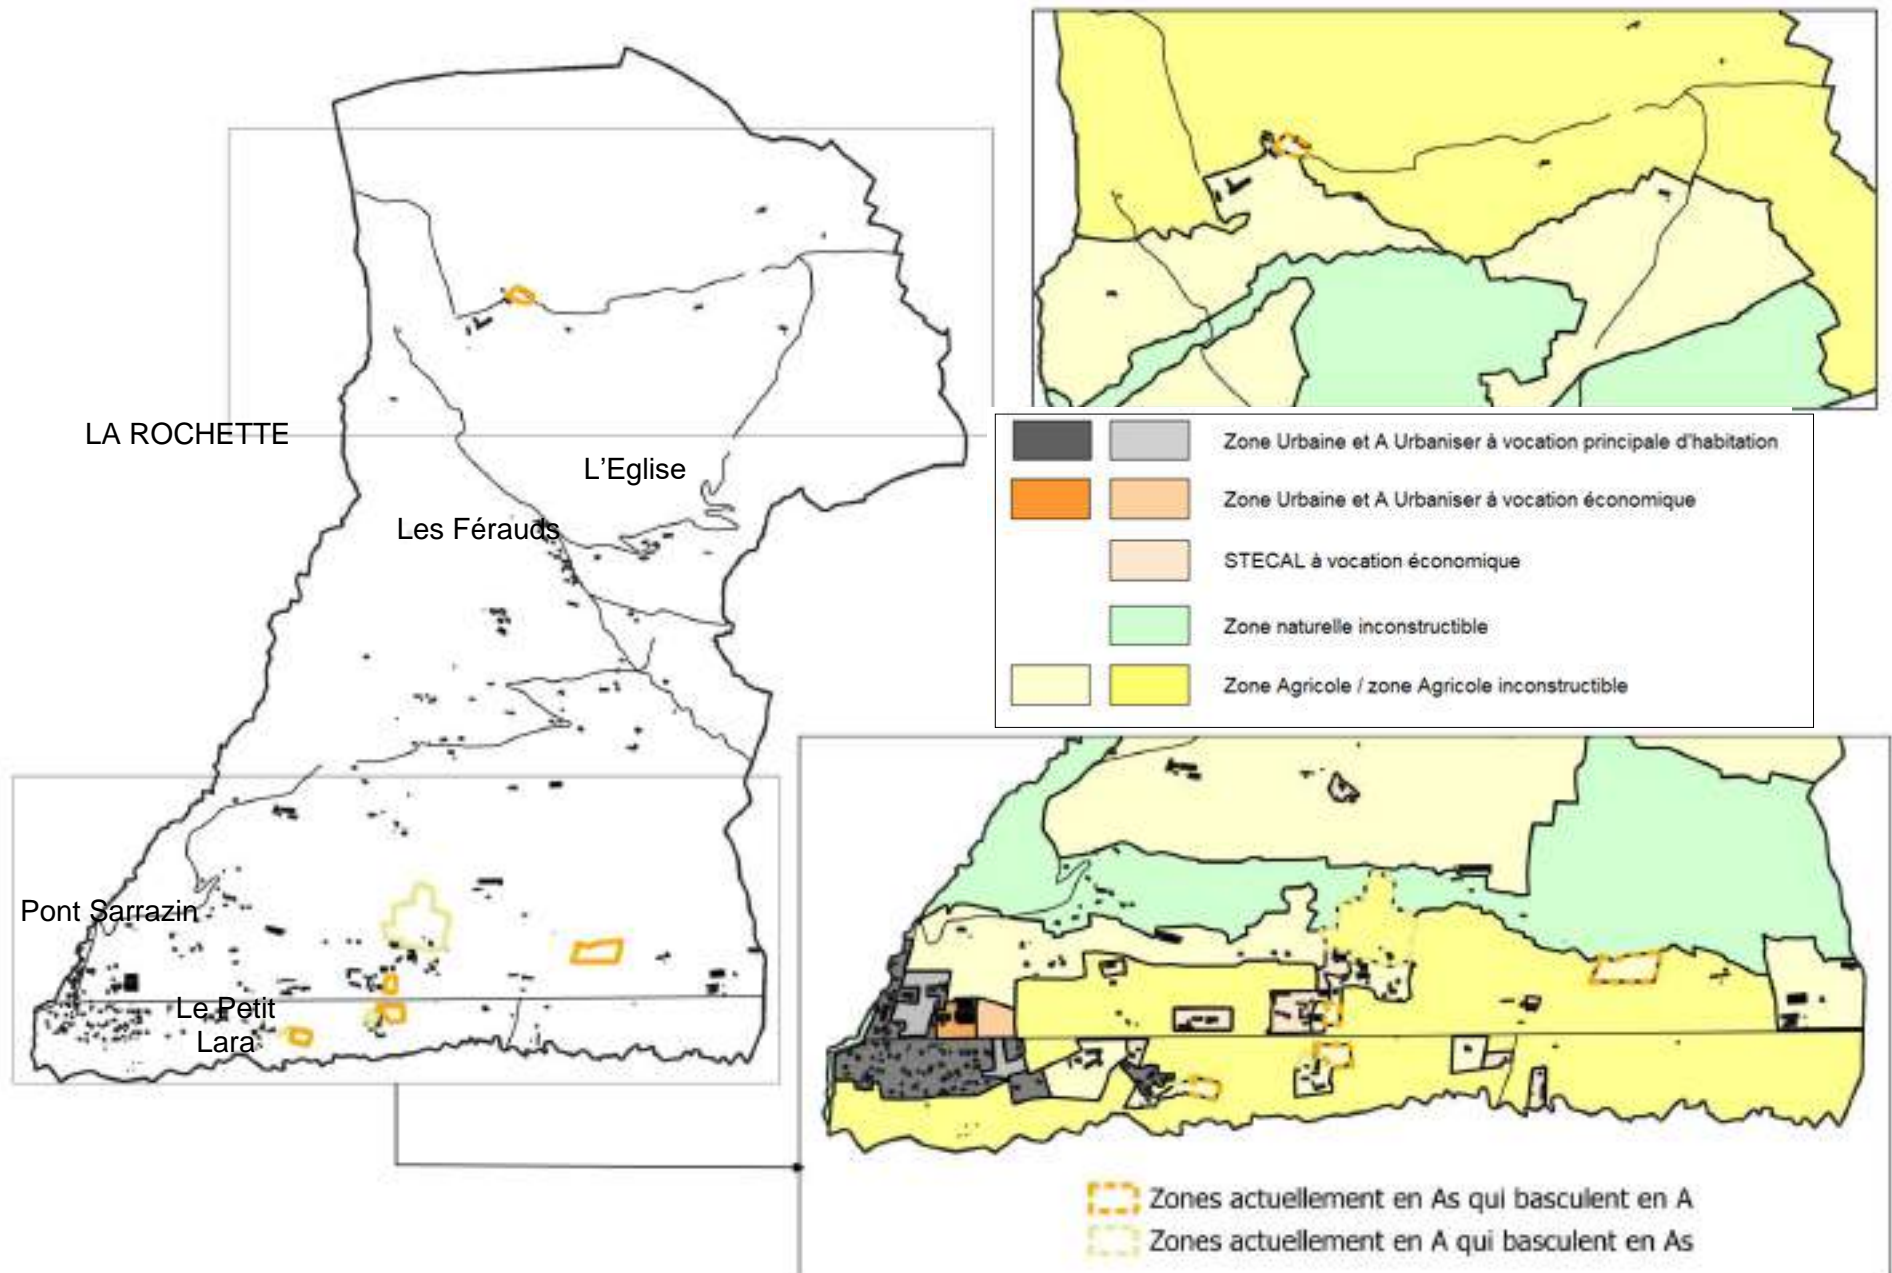 LA ROCHETTE
L'Eglise
Les Férauds
Pont Sarrazin
Le Petit
Lara
Zone Urbaine et A Urbaniser à vocation principale d'habitation
Zone Urbaine et A Urbaniser à vocation économique
STECAL à vocation économique
Zone naturelle inconstructible
Zone Agricole / zone Agricole inconstructible
Zones actuellement en As qui basculent en A
Zones actuellement en A qui basculent en As